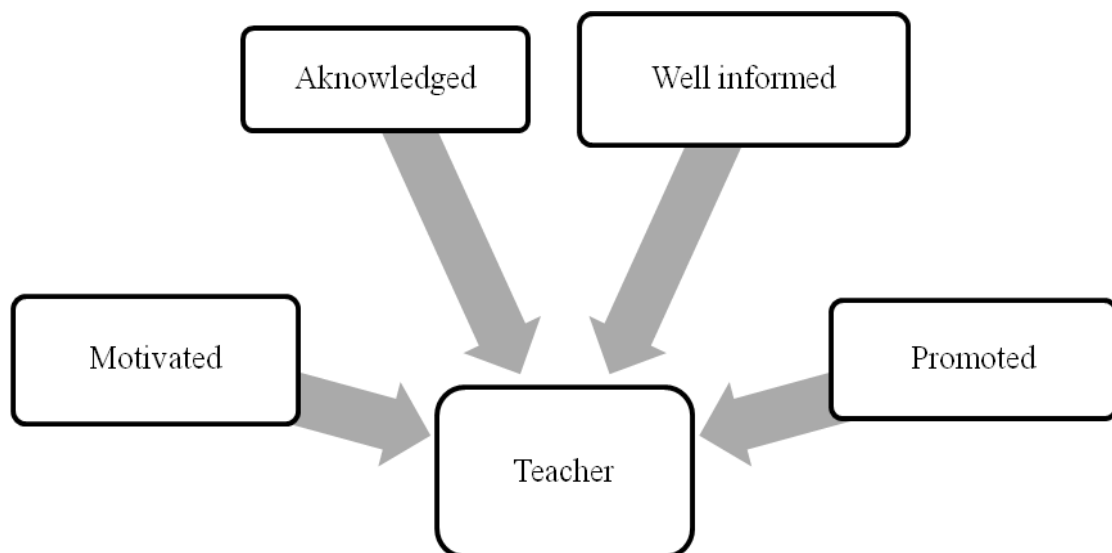 Aknowledged
Well informed
Motivated
Promoted
Teacher